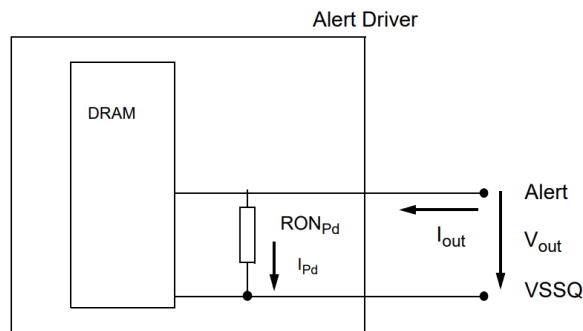 Alert Driver
DRAM
Alert
RONPd
Iout
Vout
IPd
VSSQ